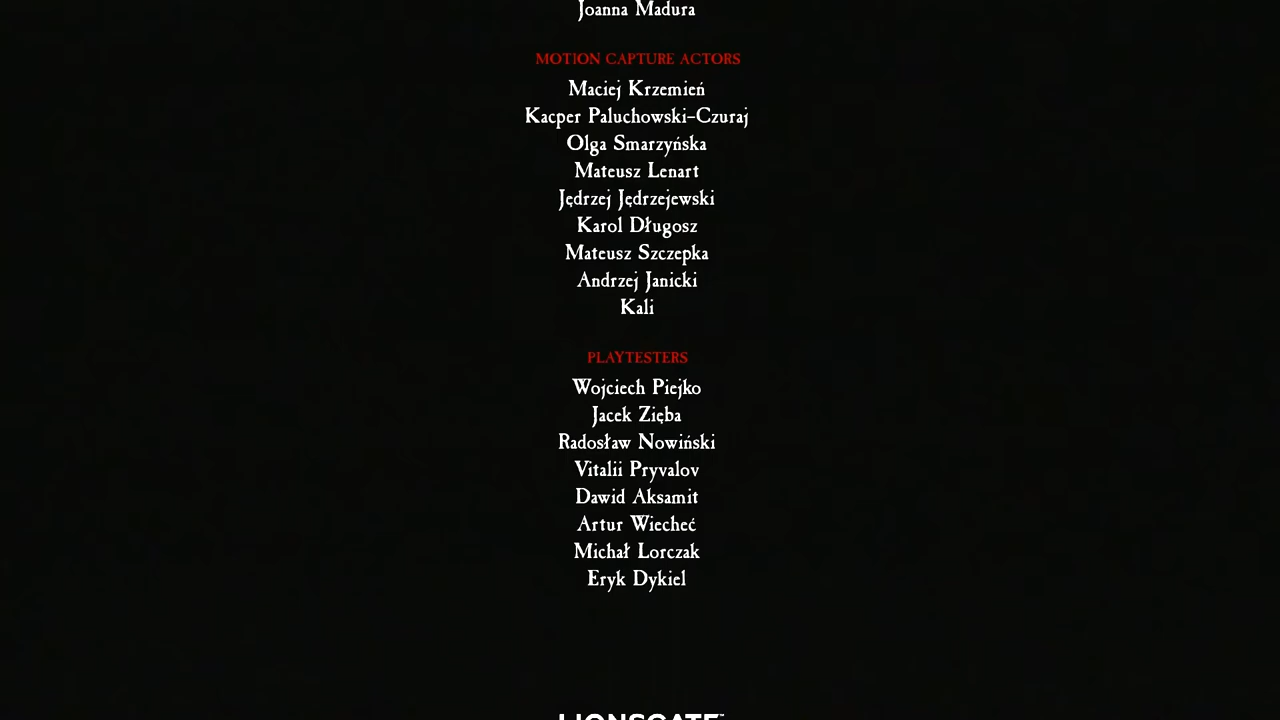 Joanna Madura
MOTION CAPTURE ACTORS
Maciej Krzemień
Kacper Paluchowski-Czuraj
Olga Smarzyńska
Mateusz Lenart
Jędrzej Jędrzejewski
Karol Długosz
Mateusz Szczepka
Andrzej Janicki
Kali
PLAYTESTERS
Wojciech Piejko
Jacek Zięba
Radosław Nowiński
Vitalii Pryvalov
Dawid Aksamit
Artur Wiecheć
Michał Lorczak
Eryk Dykiel
LIONSGATE™